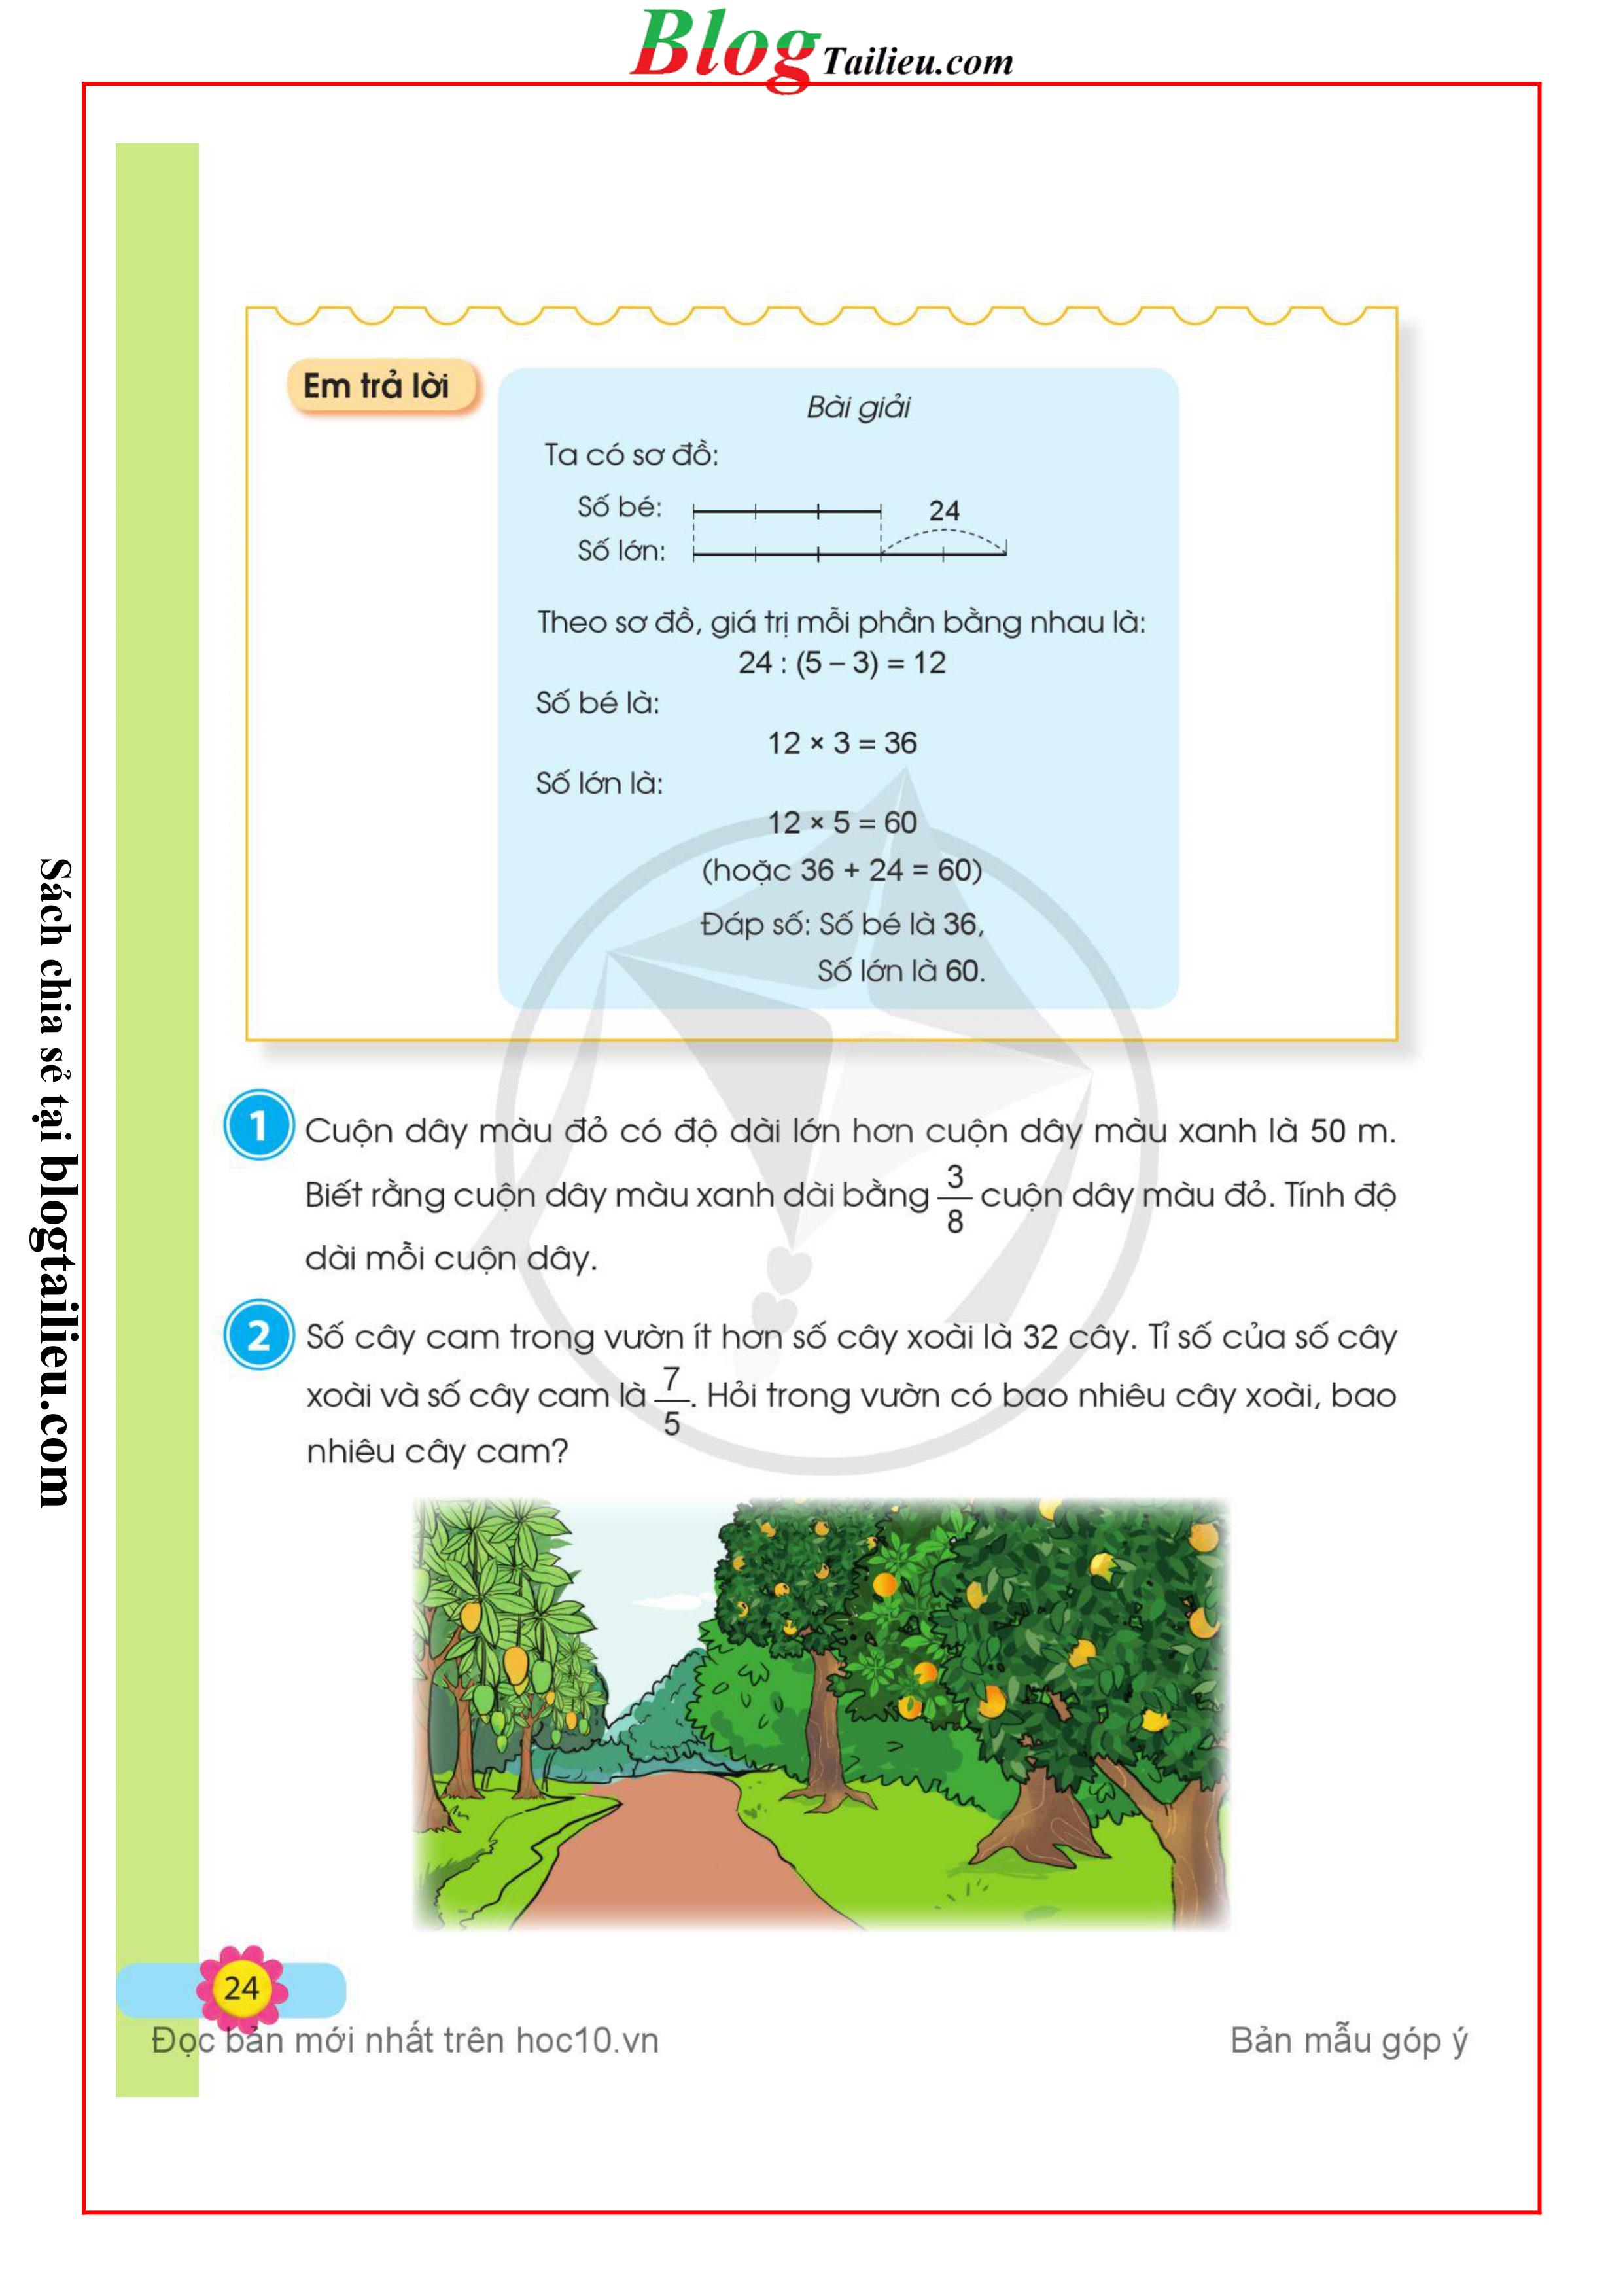 Blog Tailieu.com
Em trả lời
Bài giải
Ta có sơ đồ:
Số bé:
24
Số lớn:
Theo sơ đồ, giá trị mỗi phần bằng nhau là:
24 : (5 – 3) = 12
Số bé là:
12 × 3 = 36
Số lớn là:
12 × 5 = 60
(hoặc 36 + 24 = 60)
Đáp số: Số bé là 36,
Số lớn là 60.
1 Cuộn dây màu đỏ có độ dài lớn hơn cuộn dây màu xanh là 50 m.
Biết rằng cuộn dây màu xanh dài bằng 3/8 cuộn dây màu đỏ. Tính độ
dài mỗi cuộn dây.
2 Số cây cam trong vườn ít hơn số cây xoài là 32 cây. Tỉ số của số cây
xoài và số cây cam là 7/5. Hỏi trong vườn có bao nhiêu cây xoài, bao
nhiêu cây cam?
24
Đọc bản mới nhất trên hoc10.vn
Bản mẫu góp ý
Sách chia sẻ tại blogtailieu.com